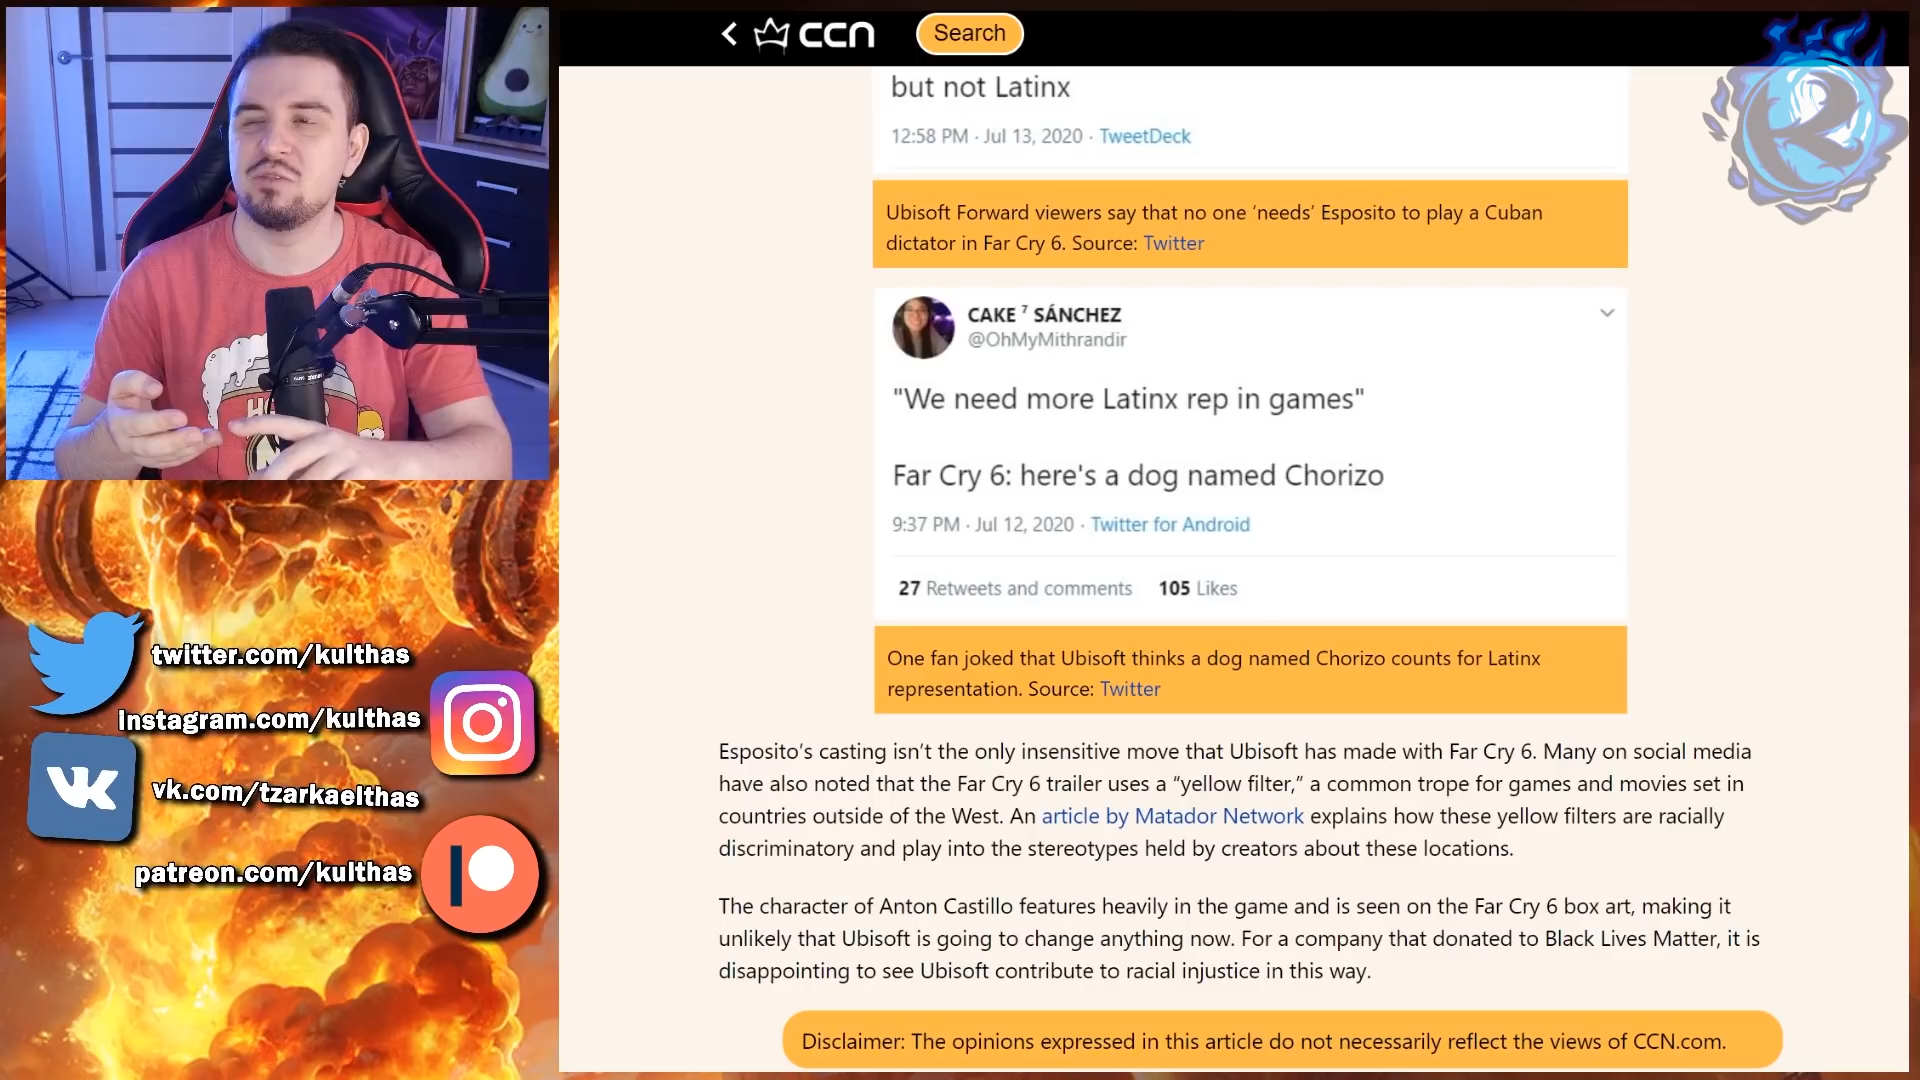 ccn
Search
but not Latinx
12:58 PM · Jul 13, 2020 · TweetDeck
Ubisoft Forward viewers say that no one ‘needs’ Esposito to play a Cuban
dictator in Far Cry 6. Source: Twitter
CAKE ⁷ SÁNCHEZ
@OhMyMithrandir
"We need more Latinx rep in games"
Far Cry 6: here's a dog named Chorizo
9:37 PM · Jul 12, 2020 · Twitter for Android
27 Retweets and comments 105 Likes
One fan joked that Ubisoft thinks a dog named Chorizo counts for Latinx
representation. Source: Twitter
Esposito’s casting isn’t the only insensitive move that Ubisoft has made with Far Cry 6. Many on social media
have also noted that the Far Cry 6 trailer uses a “yellow filter,” a common trope for games and movies set in
countries outside of the West. An article by Matador Network explains how these yellow filters are racially
discriminatory and play into the stereotypes held by creators about these locations.
The character of Anton Castillo features heavily in the game and is seen on the Far Cry 6 box art, making it
unlikely that Ubisoft is going to change anything now. For a company that donated to Black Lives Matter, it is
disappointing to see Ubisoft contribute to racial injustice in this way.
Disclaimer: The opinions expressed in this article do not necessarily reflect the views of CCN.com.
twitter.com/kulthas
instagram.com/kulthas
vk.com/tzarkaelthas
patreon.com/kulthas